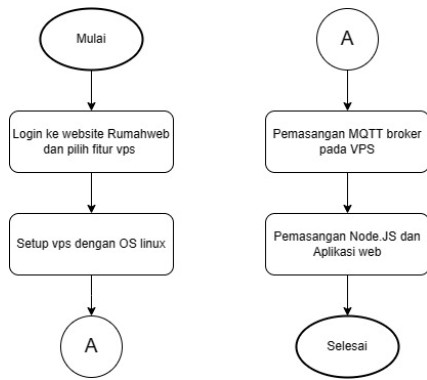 Mulai
Login ke website Rumahweb
dan pilih fitur vps
Setup vps dengan OS linux
A
A
Pemasangan MQTT broker
pada VPS
Pemasangan Node.JS dan
Aplikasi web
Selesai